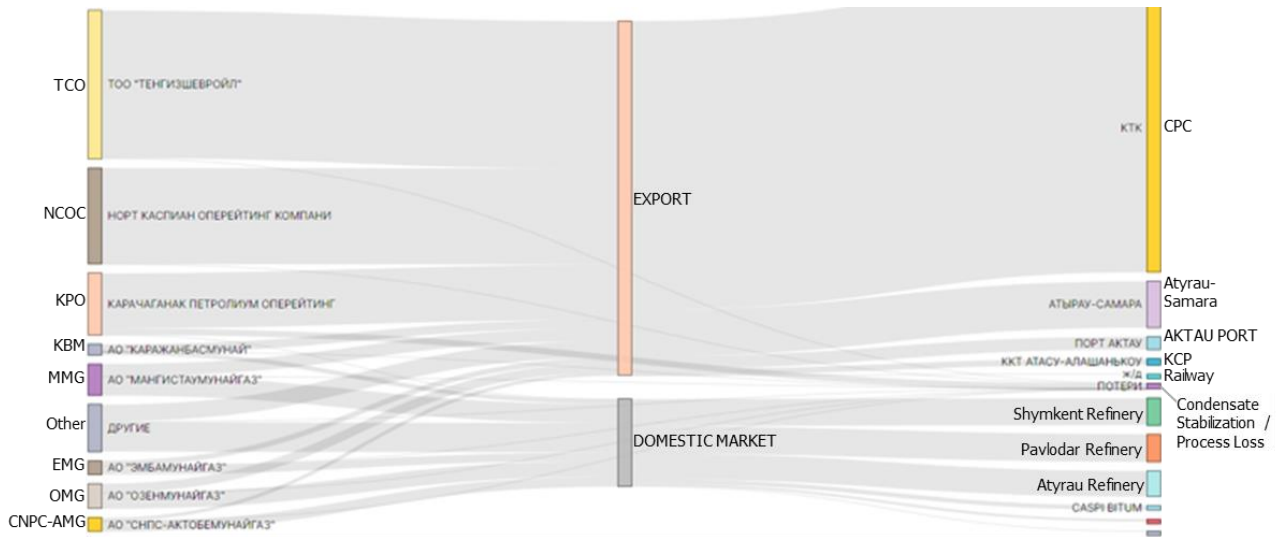 TCO
ТОО "ТЕНГИЗШЕВРОЙЛ"
NCOC
НОРТ КАСПИАН ОПЕРЕЙТИНГ КОМПАНИ
KPO
КАРАЧАГАНАК ПЕТРОЛИУМ ОПЕРЕЙТИНГ
KBM
АО "КАРАЖАНБАСМУНАЙ"
MMG
АО "МАНГИСТАУМУНАЙГАЗ"
Other
ДРУГИЕ
EMG
АО "ЭМБАМУНАЙГАЗ"
OMG
АО "ОЗЕНМУНАЙГАЗ"
CNPC-AMG
АО "СНПС-АКТОБЕМУНАЙГАЗ"
EXPORT
DOMESTIC MARKET
КТК
CPC
АТЫРАУ-САМАРА
Atyrau-
Samara
ПОРТ АКТАУ
AKTAU PORT
ККТ АТАСУ-АЛАШАНЬКОУ
KCP
Ж/Д
Railway
ПОТЕРИ
Condensate
Stabilization /
Process Loss
Shymkent Refinery
Pavlodar Refinery
Atyrau Refinery
CASPI BITUM